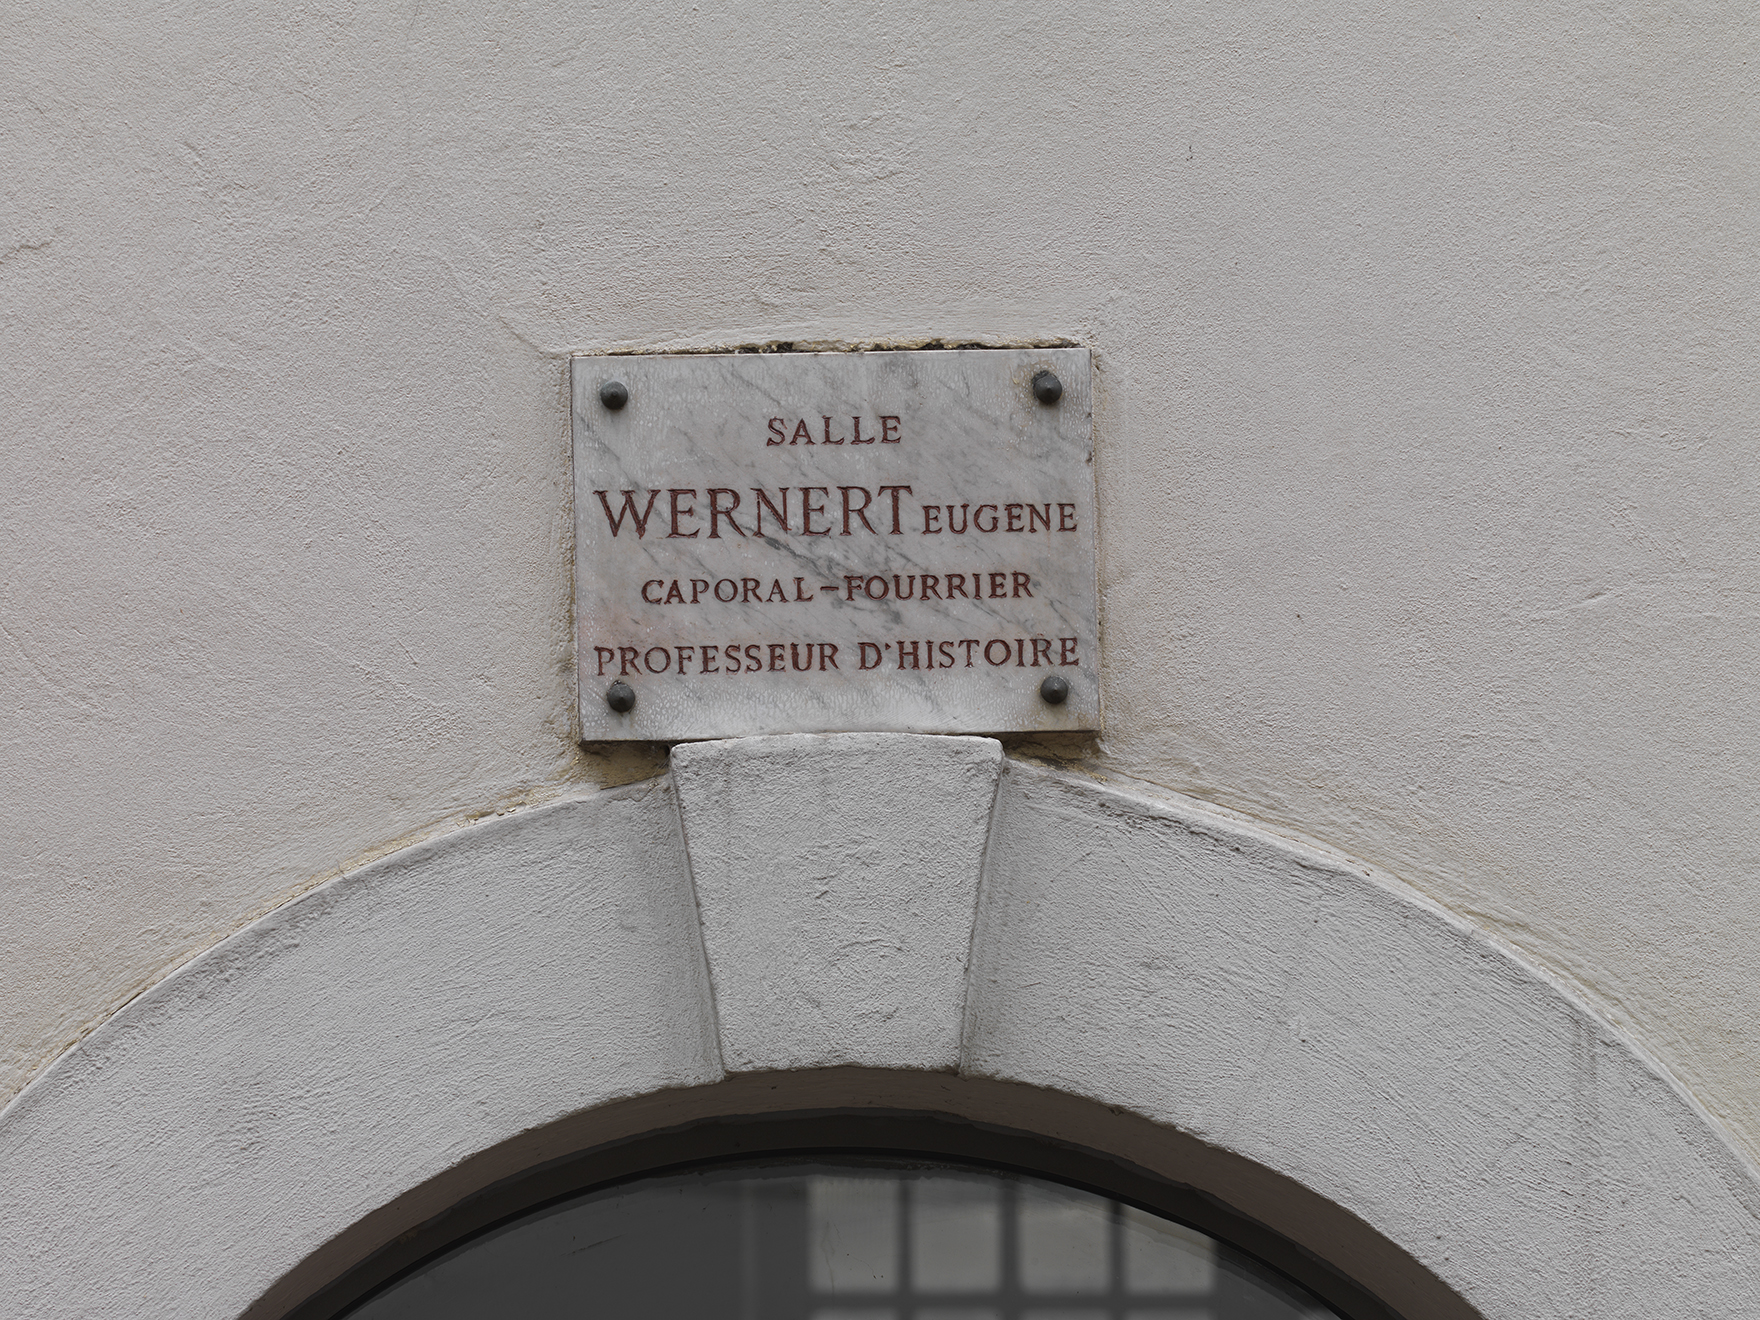 SALLE
WERNERT EUGENE
CAPORAL-FOURRIER
PROFESSEUR D'HISTOIRE